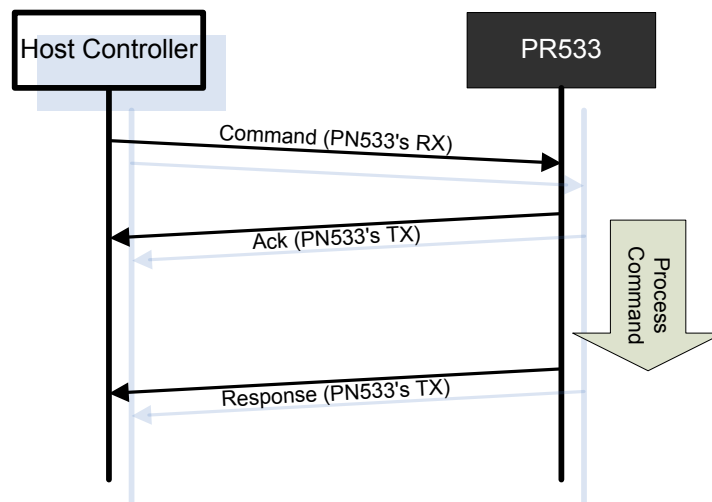 Host Controller
PR533
Command (PN533's RX)
Ack (PN533's TX)
Process
Command
Response (PN533's TX)